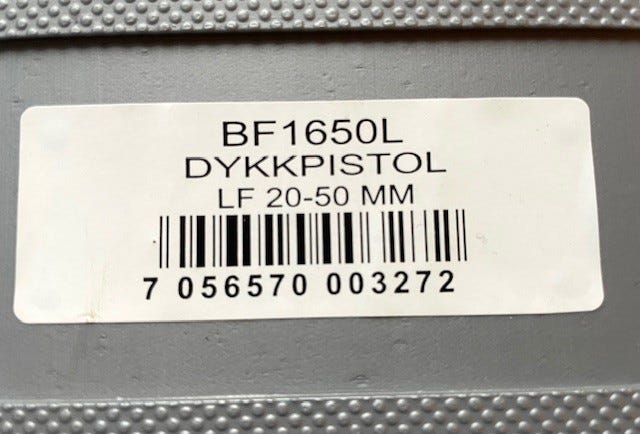 BF1650L
DYKKPISTOL
LF 20-50 MM
7 056570 003272